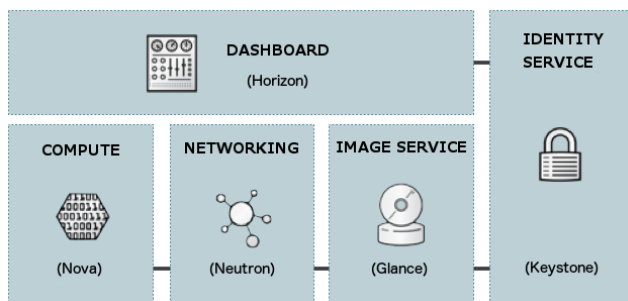 DASHBOARD
(Horizon)
IDENTITY
SERVICE
COMPUTE
(Nova)
NETWORKING
(Neutron)
IMAGE SERVICE
(Glance)
(Keystone)